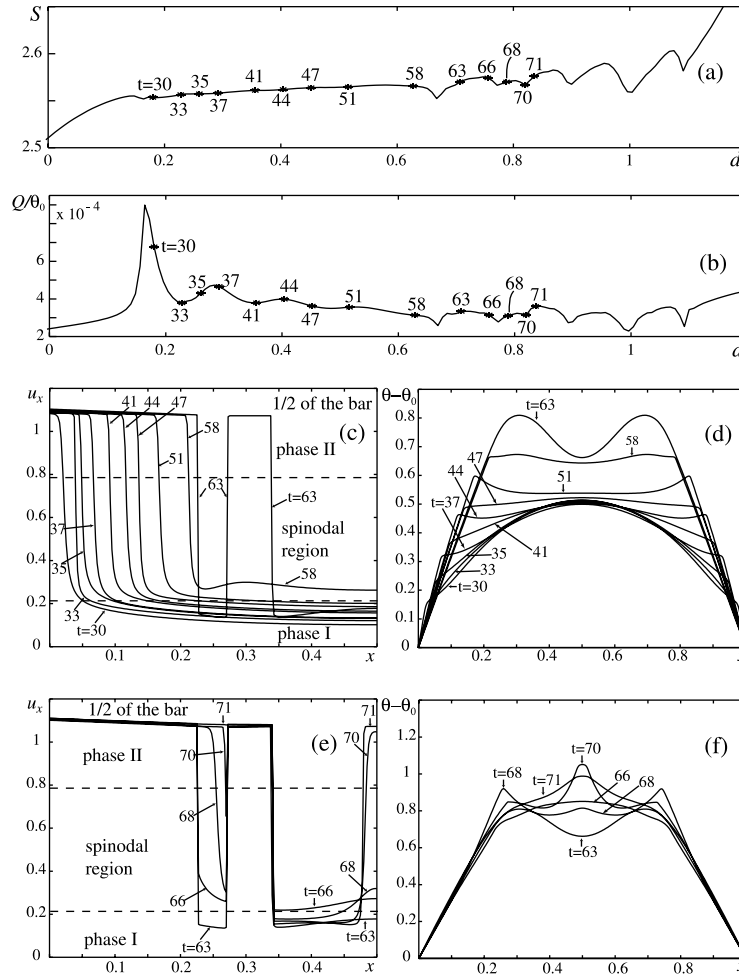 S
2.6
2.5
t=30
33
35
37
41
44
47
51
58
63
66
68
70
71
(a)
0
0.2
0.4
0.6
0.8
1
d
Q/θ₀
x 10⁻⁴
8
6
4
2
t=30
33
35
37
41
44
47
51
58
63
66
68
70
71
(b)
0
0.2
0.4
0.6
0.8
1
d
uₓ
1
0.8
0.6
0.4
0.2
0
41
44
47
1/2 of the bar
(c)
58
phase II
51
63
t=63
37
35
spinodal
region
58
33
t=30
phase I
0.1
0.2
0.3
0.4
x
θ−θ₀
0.8
0.7
0.6
0.5
0.4
0.3
0.2
0.1
0
t=63
(d)
58
47
44
51
t=37
41
35
33
t=30
0.2
0.4
0.6
0.8
x
uₓ
1
0.8
0.6
0.4
0.2
0
1/2 of the bar
71
71
70
(e)
phase II
70
68
spinodal
region
66
68
t=66
phase I
t=63
t=63
0
0.1
0.2
0.3
0.4
x
θ−θ₀
1.2
1
0.8
0.6
0.4
0.2
0
t=70
(f)
t=68
t=71
66
68
t=63
0
0.2
0.4
0.6
0.8
x